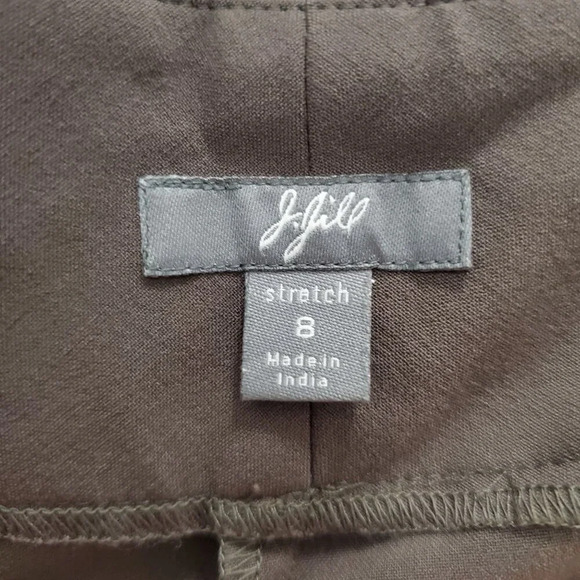 J.Jill
stretch
8
Made in
India